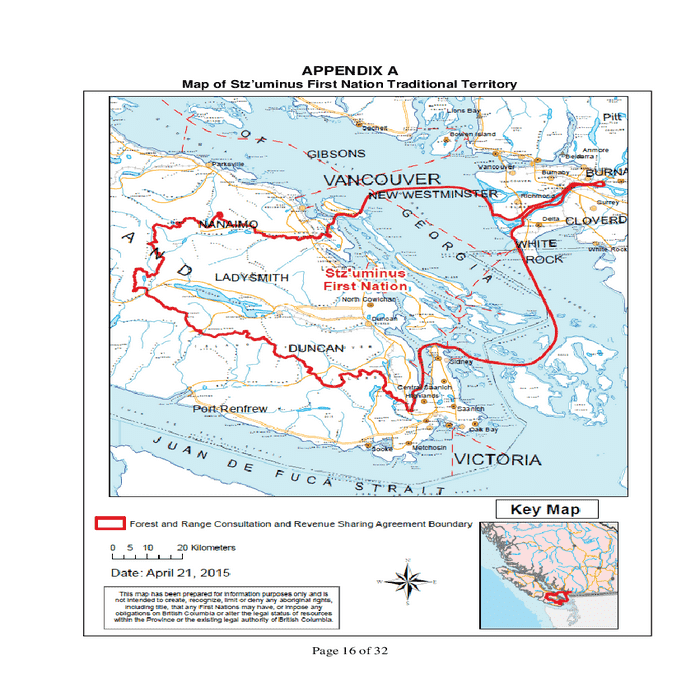 APPENDIX A
Map of Stz'uminus First Nation Traditional Territory
Lions Bay
Pitt
Sechelt
Bowen Island
O F
Anmore
GIBSONS
Belcarra
Parksville
Vancouver
Burnaby
BURNA
VANCOUVER
NEW WESTMINSTER
Richmond
Surrey
G E O R G I A
Delta
CLOVERD
NANAIMO
A N D
WHITE
ROCK
White Rock
Stz'uminus
First Nation
LADYSMITH
North Cowichan
Duncan
DUNCAN
Sidney
Central Saanich
Highlands
Port Renfrew
Saanich
Oak Bay
Sooke
Metchosin
VICTORIA
JUAN DE FUCA STRAIT
Key Map
Forest and Range Consultation and Revenue Sharing Agreement Boundary
0 5 10 20 Kilometers
Date: April 21, 2015
N
W E
S
This map has been prepared for information purposes only and is
not intended to create, recognize, limit or deny any aboriginal rights,
including title, that any First Nations may have, or impose any
obligations on British Columbia or alter the legal status of resources
within the Province or the existing legal authority of British Columbia.
Page 16 of 32